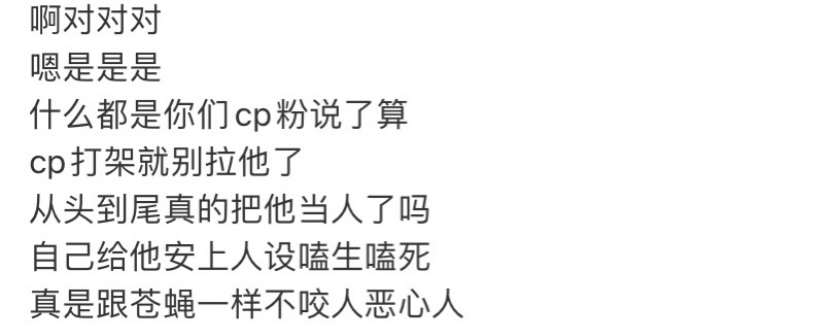 啊对对对
嗯是是是
什么都是你们cp粉说了算
cp打架就别拉他了
从头到尾真的把他当人了吗
自己给他安上人设嗑生嗑死
真是跟苍蝇一样不咬人恶心人